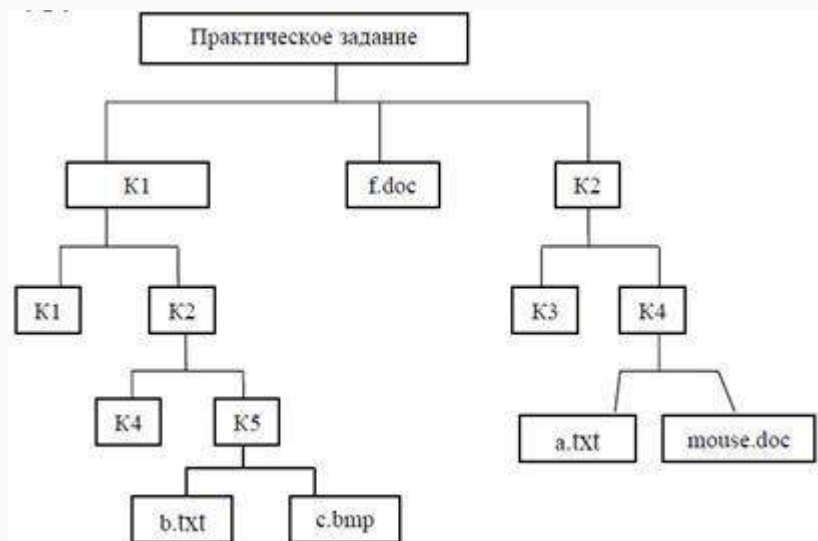 Практическое задание
К1
f.doc
К2
К1
К2
К3
К4
К4
К5
a.txt
mouse.doc
b.txt
c.bmp